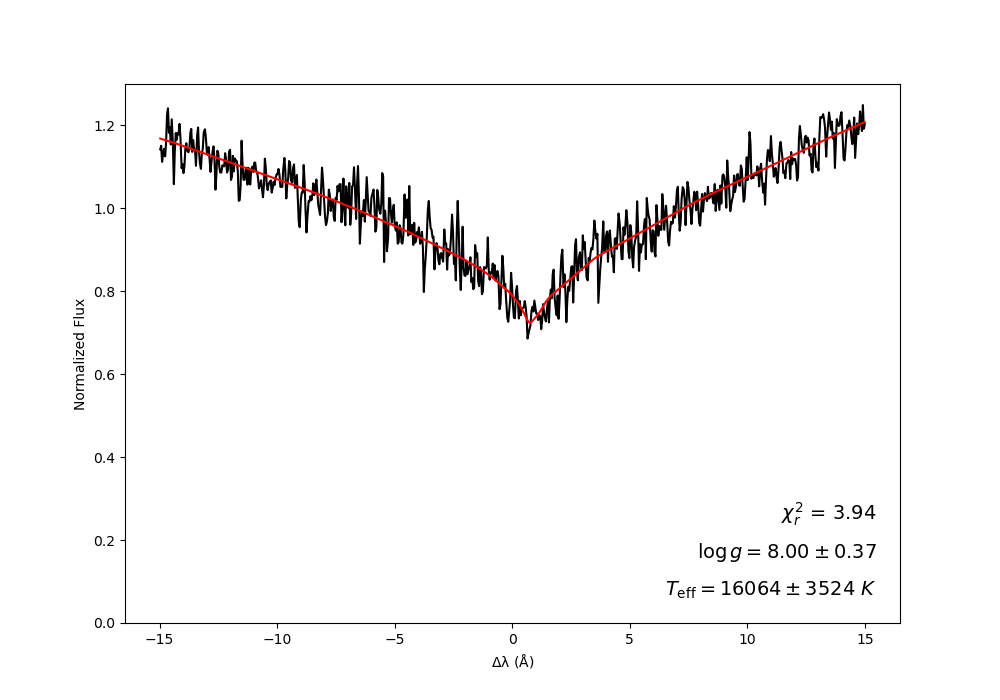 1.2
1.0
0.8
0.6
0.4
0.2
0.0
Normalized Flux
χ²ᵣ = 3.94
log g = 8.00 ± 0.37
T_eff = 16064 ± 3524 K
−15 −10 −5 0 5 10 15
Δλ (Å)